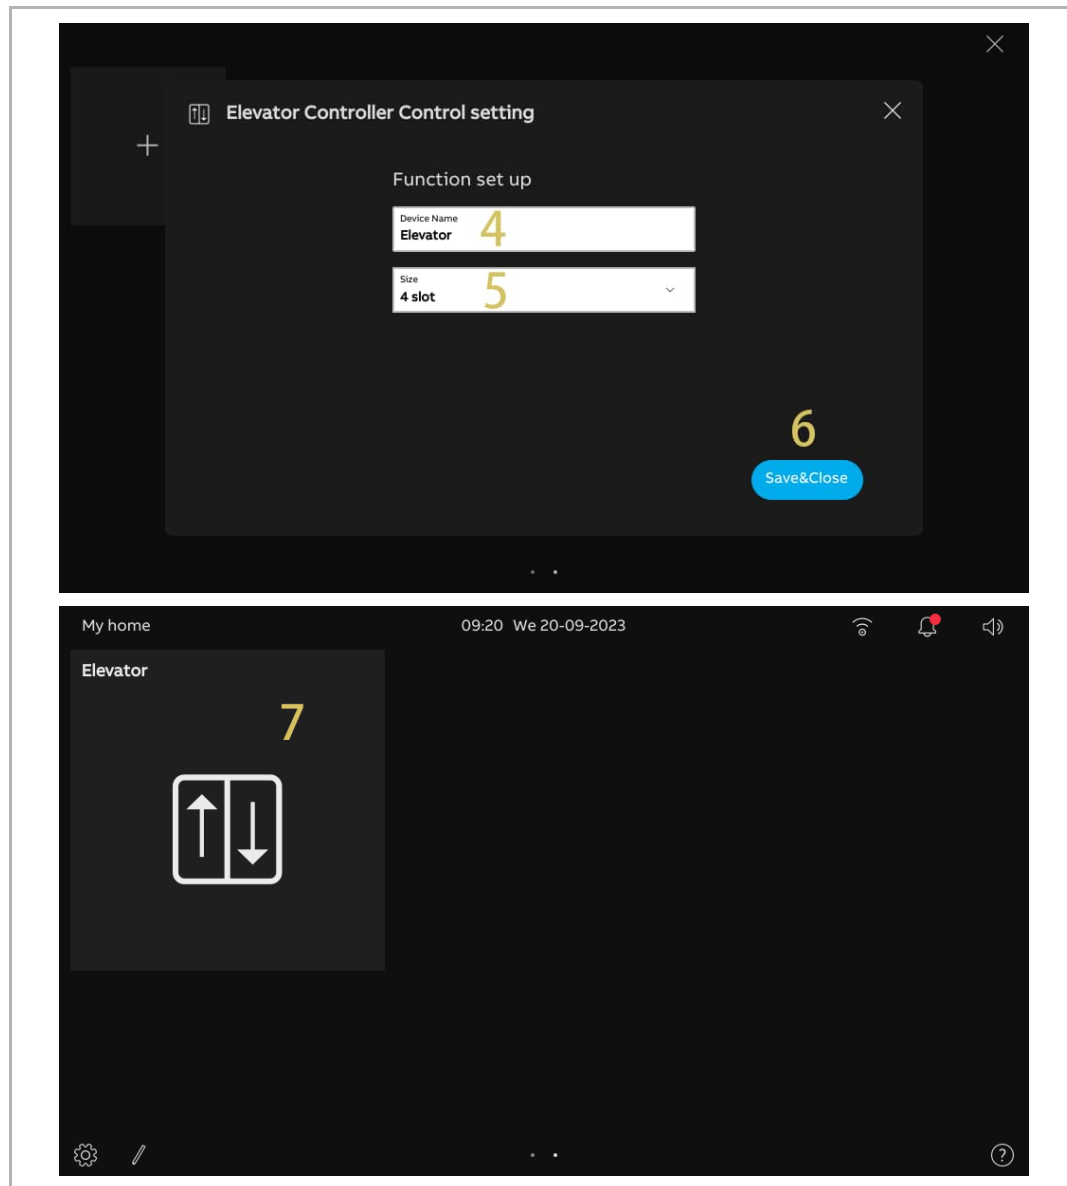 Elevator Controller Control setting
Function set up
Device Name
Elevator
4
Size
4 slot
5
6
Save&Close
My home
09:20 We 20-09-2023
Elevator
7
?